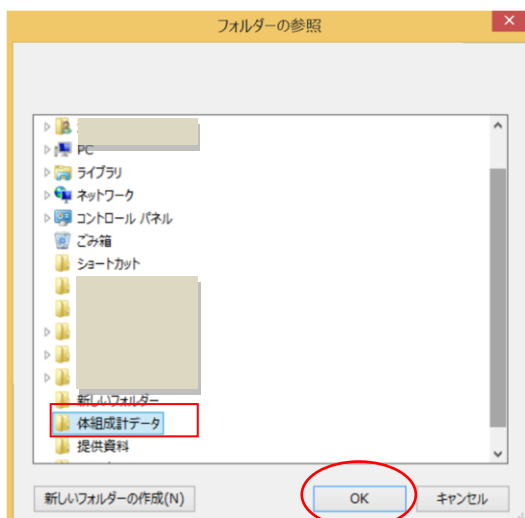 フォルダーの参照
PC
ライブラリ
ネットワーク
コントロール パネル
ごみ箱
ショートカット
新しいフォルダー
体組成計データ
提供資料
新しいフォルダーの作成(N)
OK
キャンセル